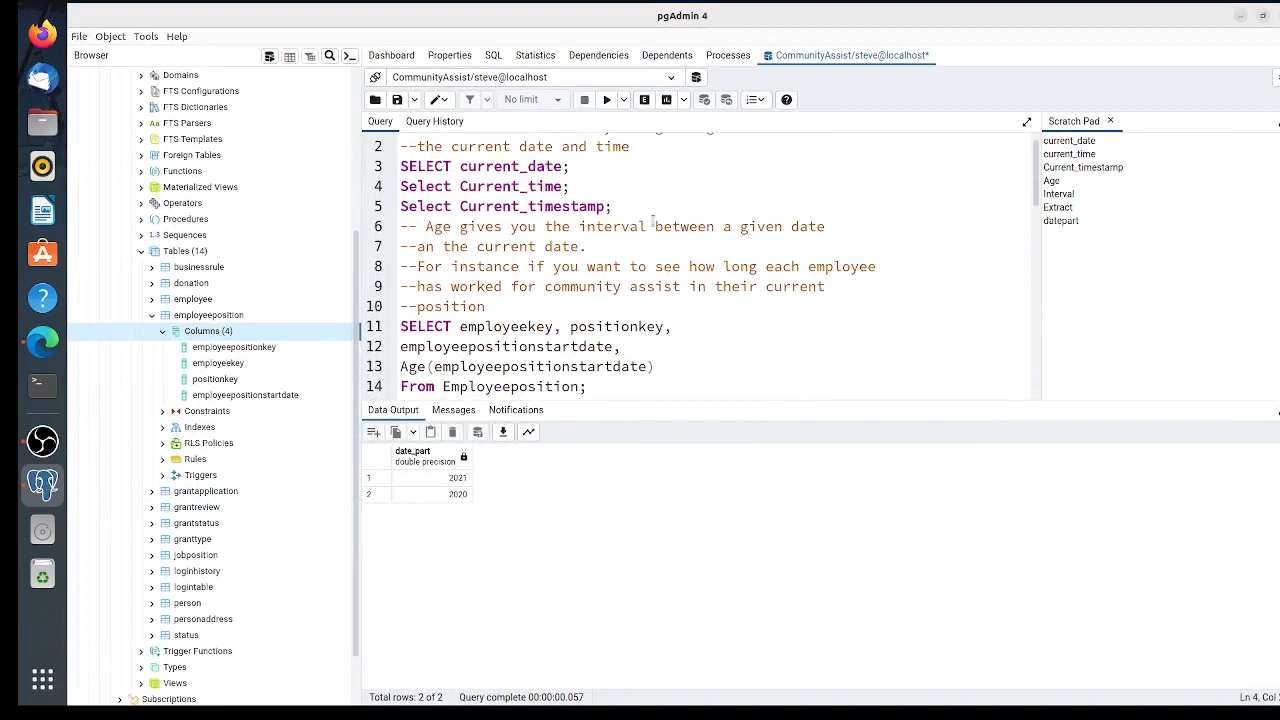 pgAdmin 4
File Object Tools Help
Browser
Dashboard Properties SQL Statistics Dependencies Dependents Processes CommunityAssist/steve@localhost*
Domains
FTS Configurations
FTS Dictionaries
FTS Parsers
FTS Templates
Foreign Tables
Functions
Materialized Views
Operators
Procedures
Sequences
Tables (14)
businessrule
donation
employee
employeeposition
Columns (4)
employeepositionkey
employeekey
positionkey
employeepositionstartdate
Constraints
Indexes
RLS Policies
Rules
Triggers
grantapplication
grantreview
grantstatus
granttype
jobposition
loginhistory
logintable
person
personaddress
status
Trigger Functions
Types
Views
Subscriptions
CommunityAssist/steve@localhost
No limit
Query Query History
2 --the current date and time
3 SELECT current_date;
4 Select Current_time;
5 Select Current_timestamp;
6 -- Age gives you the interval between a given date
7 --an the current date.
8 --For instance if you want to see how long each employee
9 --has worked for community assist in their current
10 --position
11 SELECT employeekey, positionkey,
12 employeepositionstartdate,
13 Age(employeepositionstartdate)
14 From Employeeposition;
Scratch Pad
current_date
current_time
Current_timestamp
Age
Interval
Extract
datepart
Data Output Messages Notifications
date_part
double precision
1 2021
2 2020
Total rows: 2 of 2 Query complete 00:00:00.057
Ln 4, Col